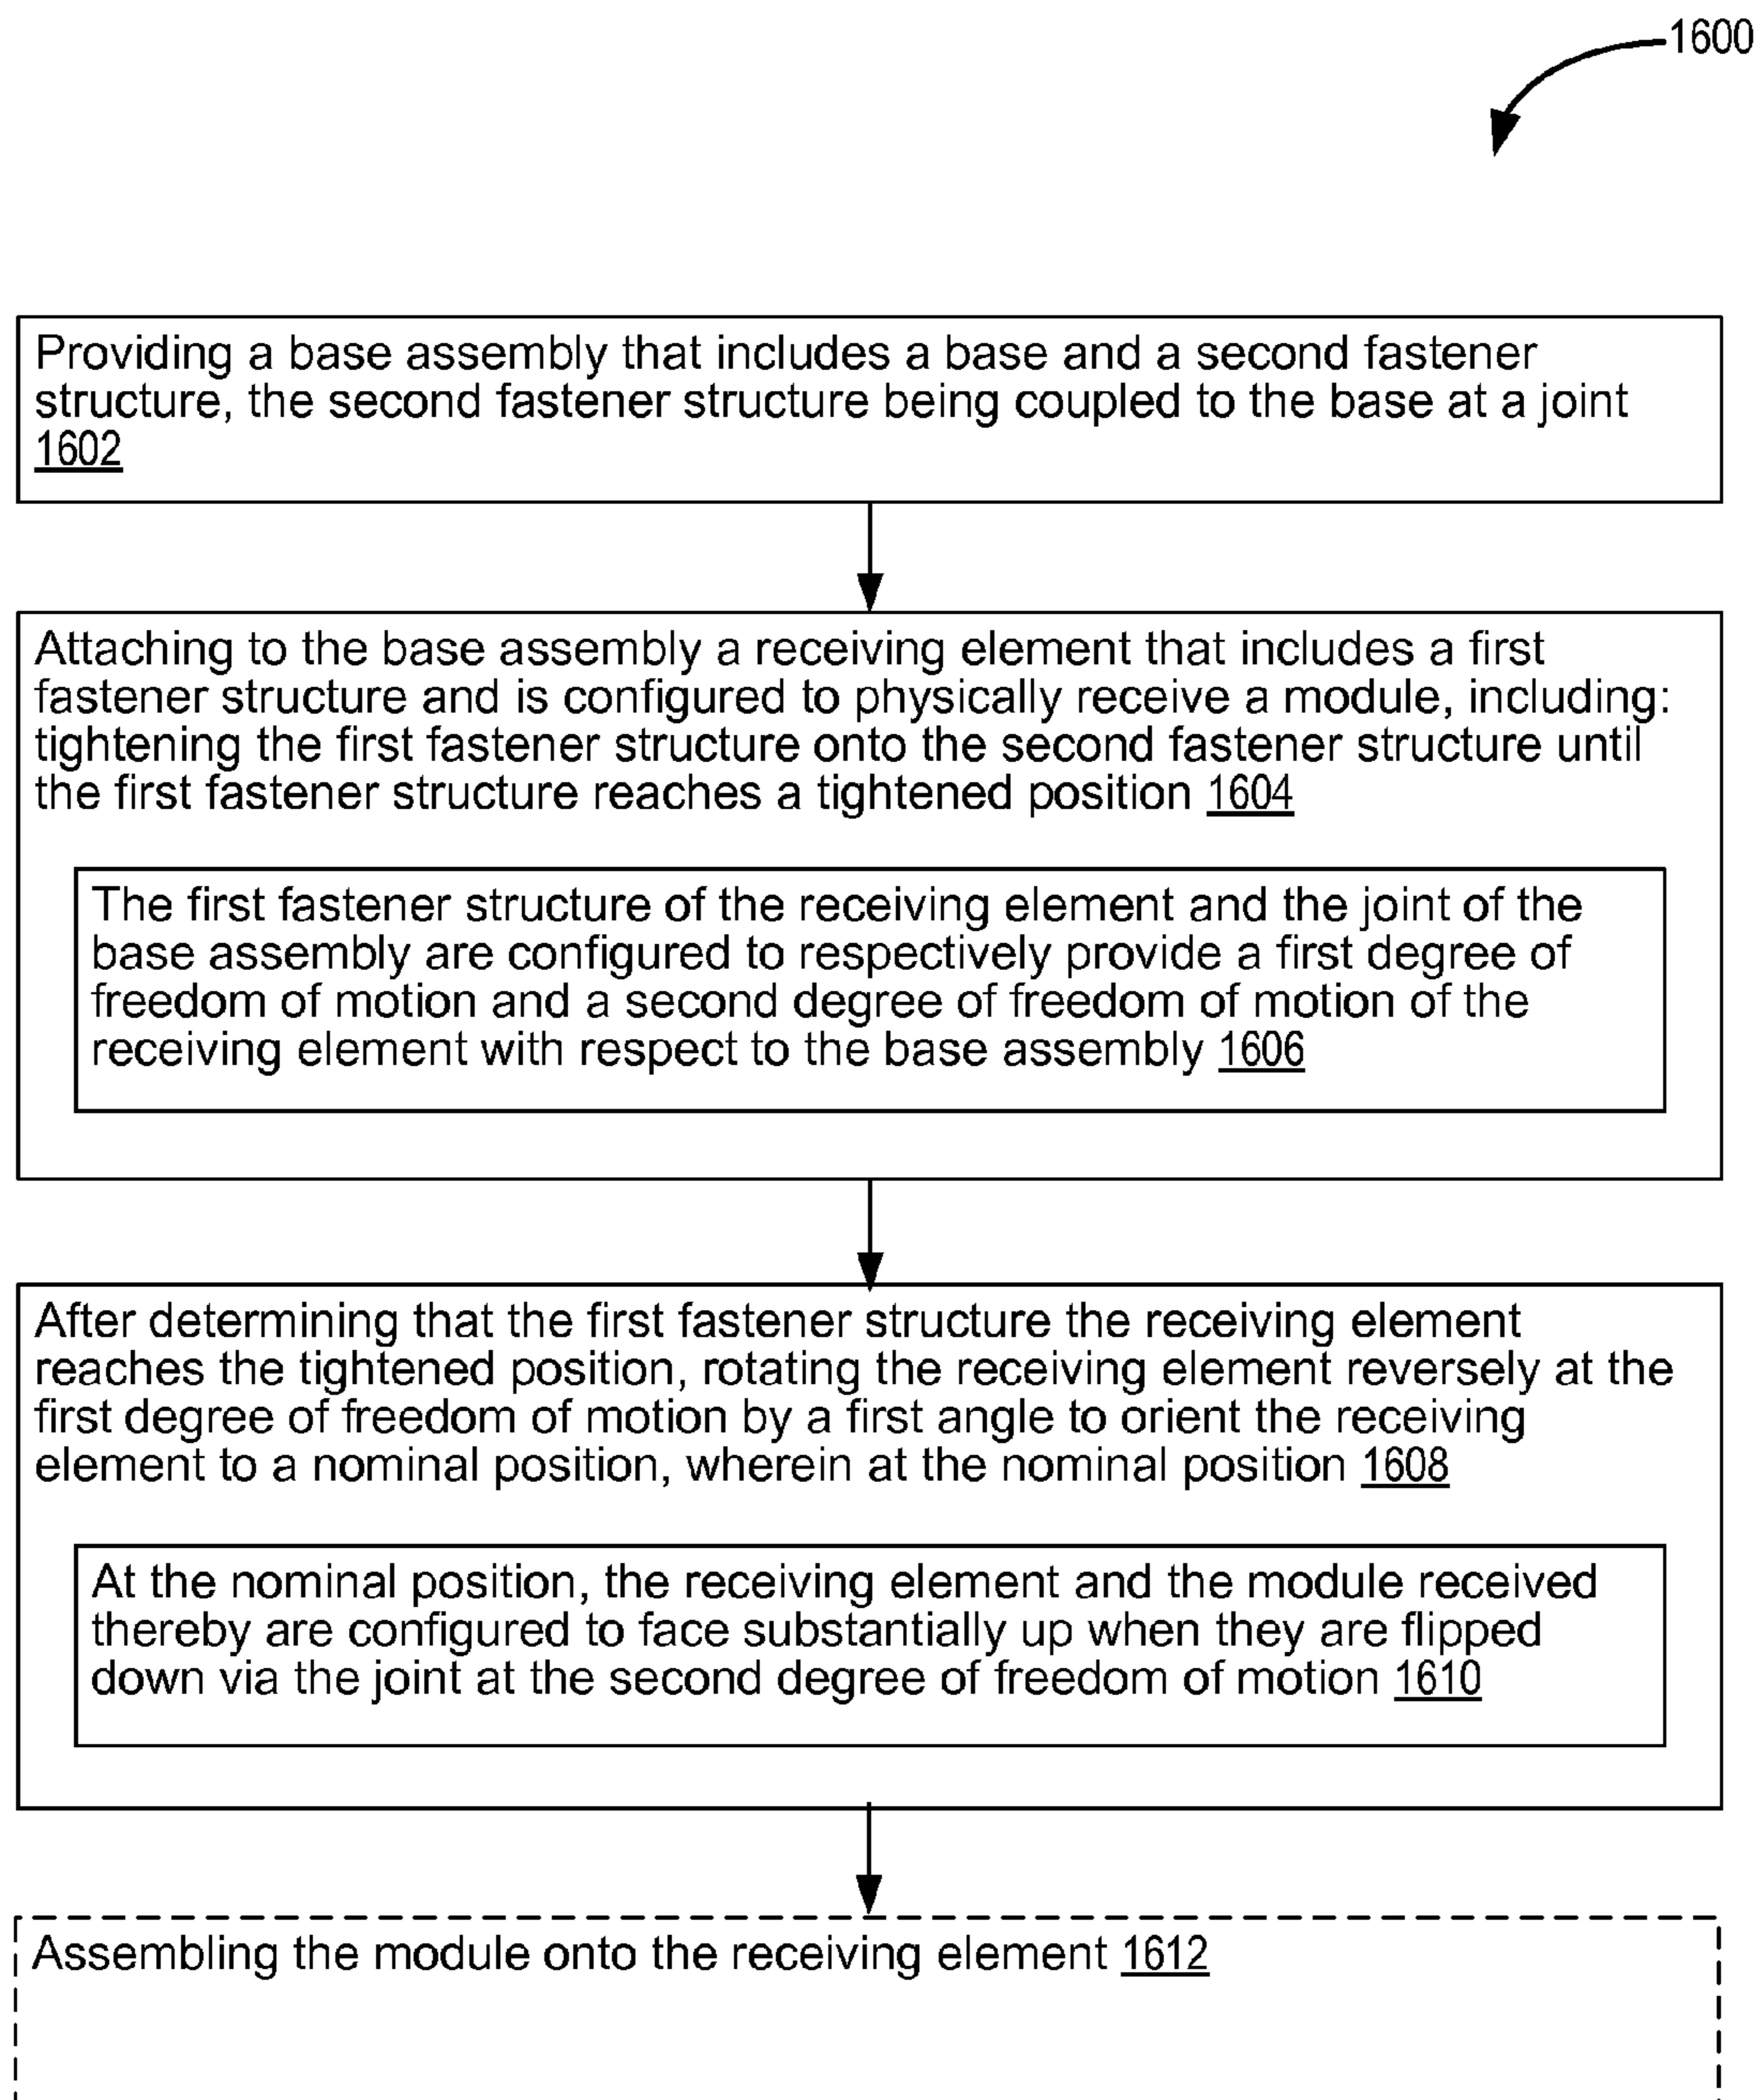 1600
Providing a base assembly that includes a base and a second fastener
structure, the second fastener structure being coupled to the base at a joint
1602
Attaching to the base assembly a receiving element that includes a first
fastener structure and is configured to physically receive a module, including:
tightening the first fastener structure onto the second fastener structure until
the first fastener structure reaches a tightened position 1604
The first fastener structure of the receiving element and the joint of the
base assembly are configured to respectively provide a first degree of
freedom of motion and a second degree of freedom of motion of the
receiving element with respect to the base assembly 1606
After determining that the first fastener structure the receiving element
reaches the tightened position, rotating the receiving element reversely at the
first degree of freedom of motion by a first angle to orient the receiving
element to a nominal position, wherein at the nominal position 1608
At the nominal position, the receiving element and the module received
thereby are configured to face substantially up when they are flipped
down via the joint at the second degree of freedom of motion 1610
Assembling the module onto the receiving element 1612